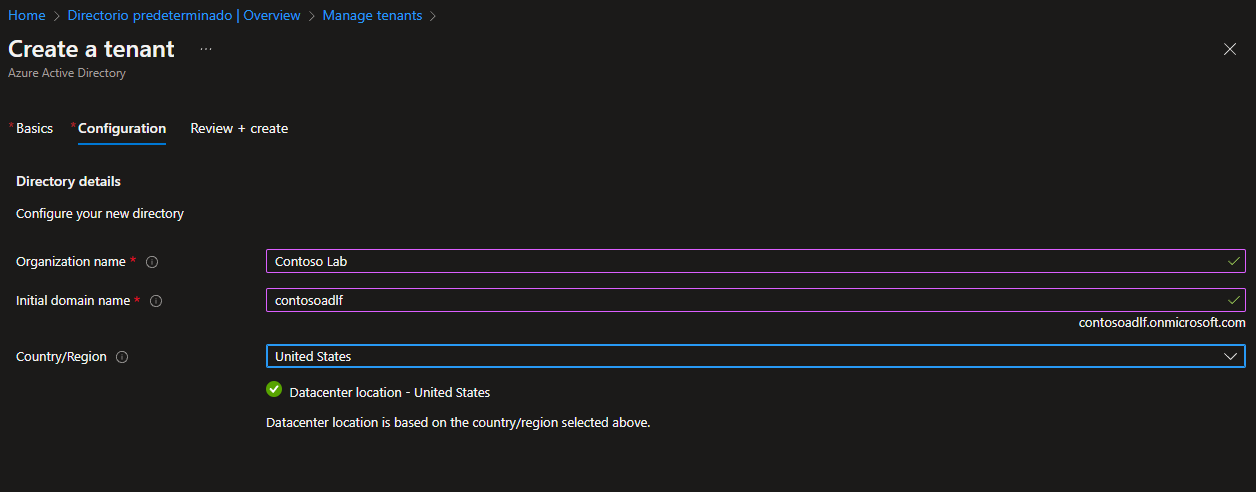 Home > Directorio predeterminado | Overview > Manage tenants >
Create a tenant ...
Azure Active Directory
* Basics * Configuration Review + create
Directory details
Configure your new directory
Organization name * Contoso Lab
Initial domain name * contosoadlf
contosoadlf.onmicrosoft.com
Country/Region United States
Datacenter location - United States
Datacenter location is based on the country/region selected above.